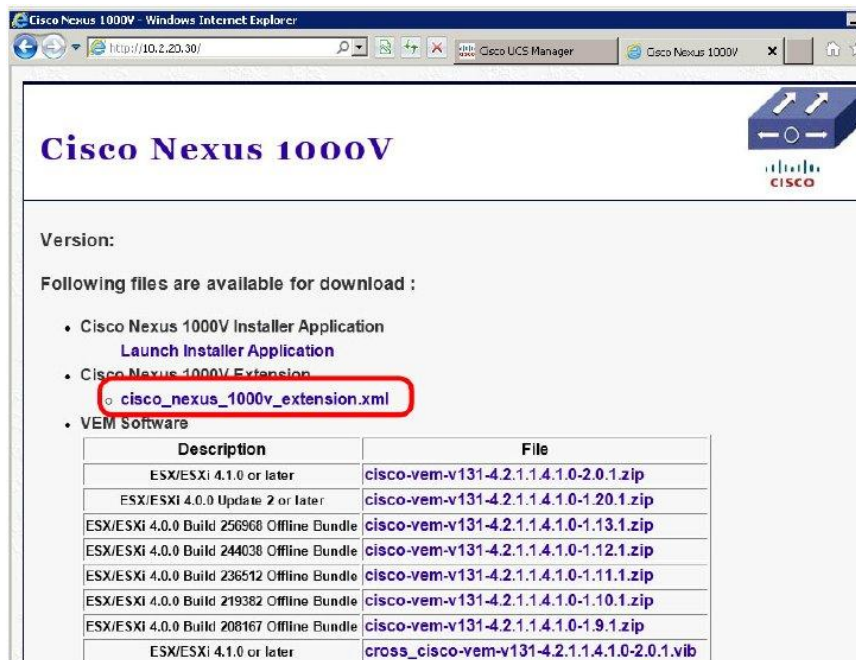 Cisco Nexus 1000V - Windows Internet Explorer
http://10.2.20.30/
Cisco UCS Manager
Cisco Nexus 1000V
Cisco Nexus 1000V
CISCO
Version:
Following files are available for download :
Cisco Nexus 1000V Installer Application
Launch Installer Application
Cisco Nexus 1000V Extension
cisco_nexus_1000v_extension.xml
VEM Software
Description File
ESX/ESXi 4.1.0 or later cisco-vem-v131-4.2.1.1.4.1.0-2.0.1.zip
ESX/ESXi 4.0.0 Update 2 or later cisco-vem-v131-4.2.1.1.4.1.0-1.20.1.zip
ESX/ESXi 4.0.0 Build 256968 Offline Bundle cisco-vem-v131-4.2.1.1.4.1.0-1.13.1.zip
ESX/ESXi 4.0.0 Build 244038 Offline Bundle cisco-vem-v131-4.2.1.1.4.1.0-1.12.1.zip
ESX/ESXi 4.0.0 Build 236512 Offline Bundle cisco-vem-v131-4.2.1.1.4.1.0-1.11.1.zip
ESX/ESXi 4.0.0 Build 219382 Offline Bundle cisco-vem-v131-4.2.1.1.4.1.0-1.10.1.zip
ESX/ESXi 4.0.0 Build 208167 Offline Bundle cisco-vem-v131-4.2.1.1.4.1.0-1.9.1.zip
ESX/ESXi 4.1.0 or later cross_cisco-vem-v131-4.2.1.1.4.1.0-2.0.1.vib